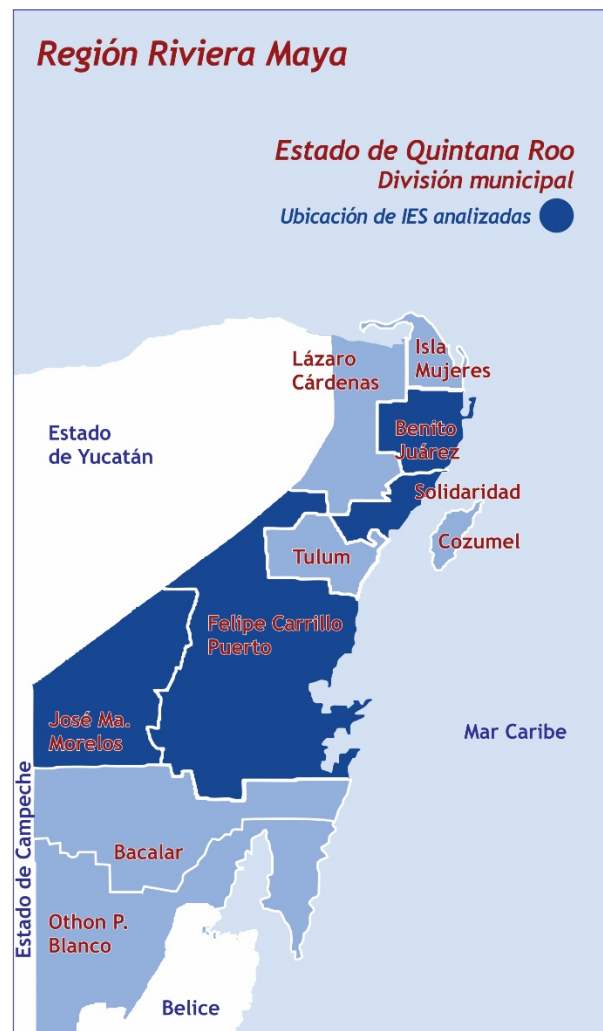 Región Riviera Maya
Estado de Quintana Roo
División municipal
Ubicación de IES analizadas
Isla
Mujeres
Lázaro
Cárdenas
Benito
Juárez
Estado
de Yucatán
Solidaridad
Cozumel
Tulum
Felipe Carrillo
Puerto
José Ma.
Morelos
Mar Caribe
Bacalar
Estado de Campeche
Othon P.
Blanco
Belice